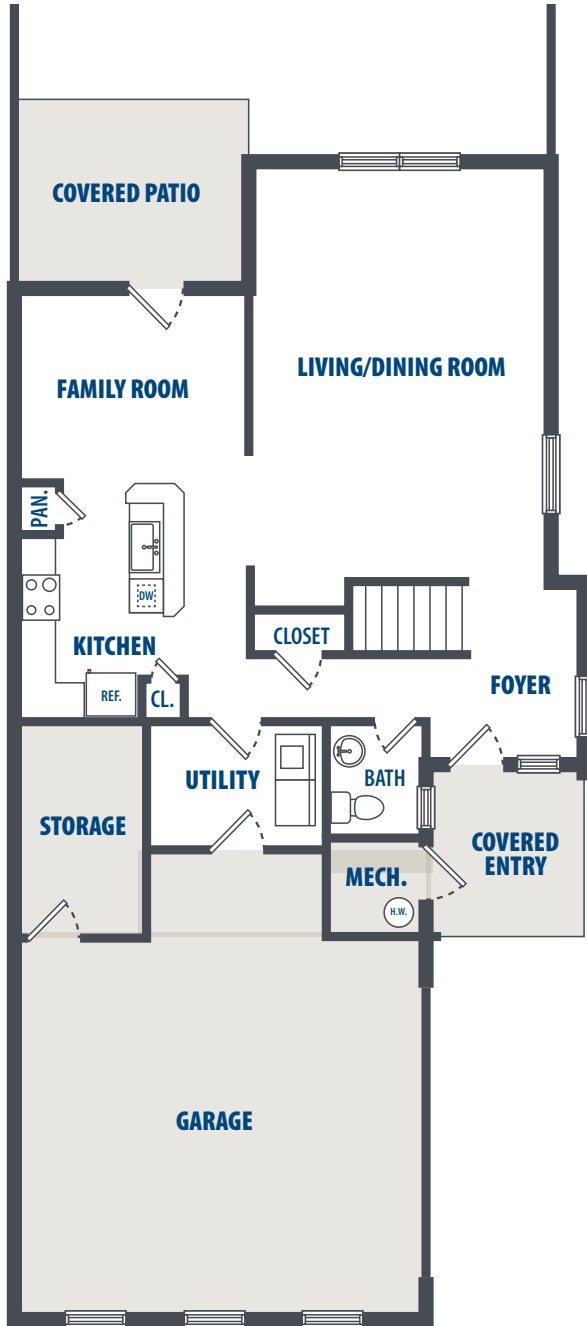 COVERED PATIO
LIVING/DINING ROOM
FAMILY ROOM
PAN.
DW
KITCHEN
CLOSET
REF.
CL.
FOYER
UTILITY
BATH
STORAGE
COVERED
ENTRY
MECH.
H.W.
GARAGE